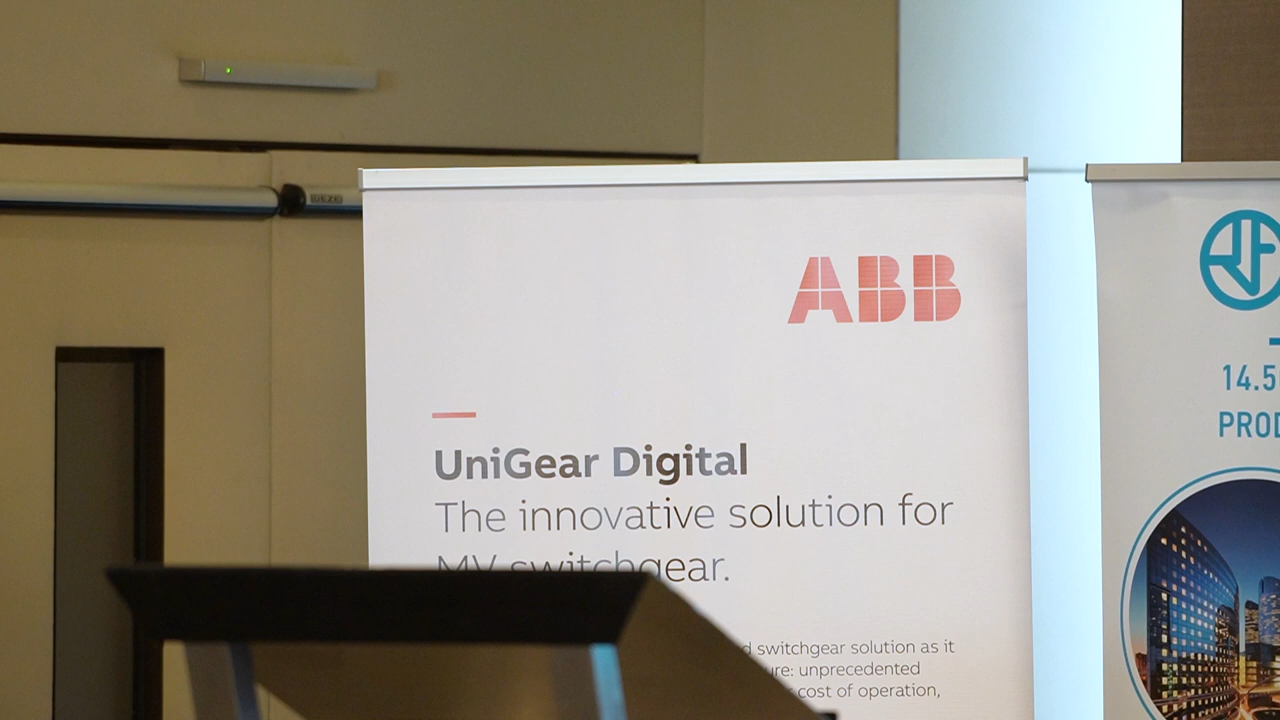 GEZE
ABB
UniGear Digital
The innovative solution for
MV switchgear.
switchgear solution as it
unprecedented
cost of operation,
14.5
PROD